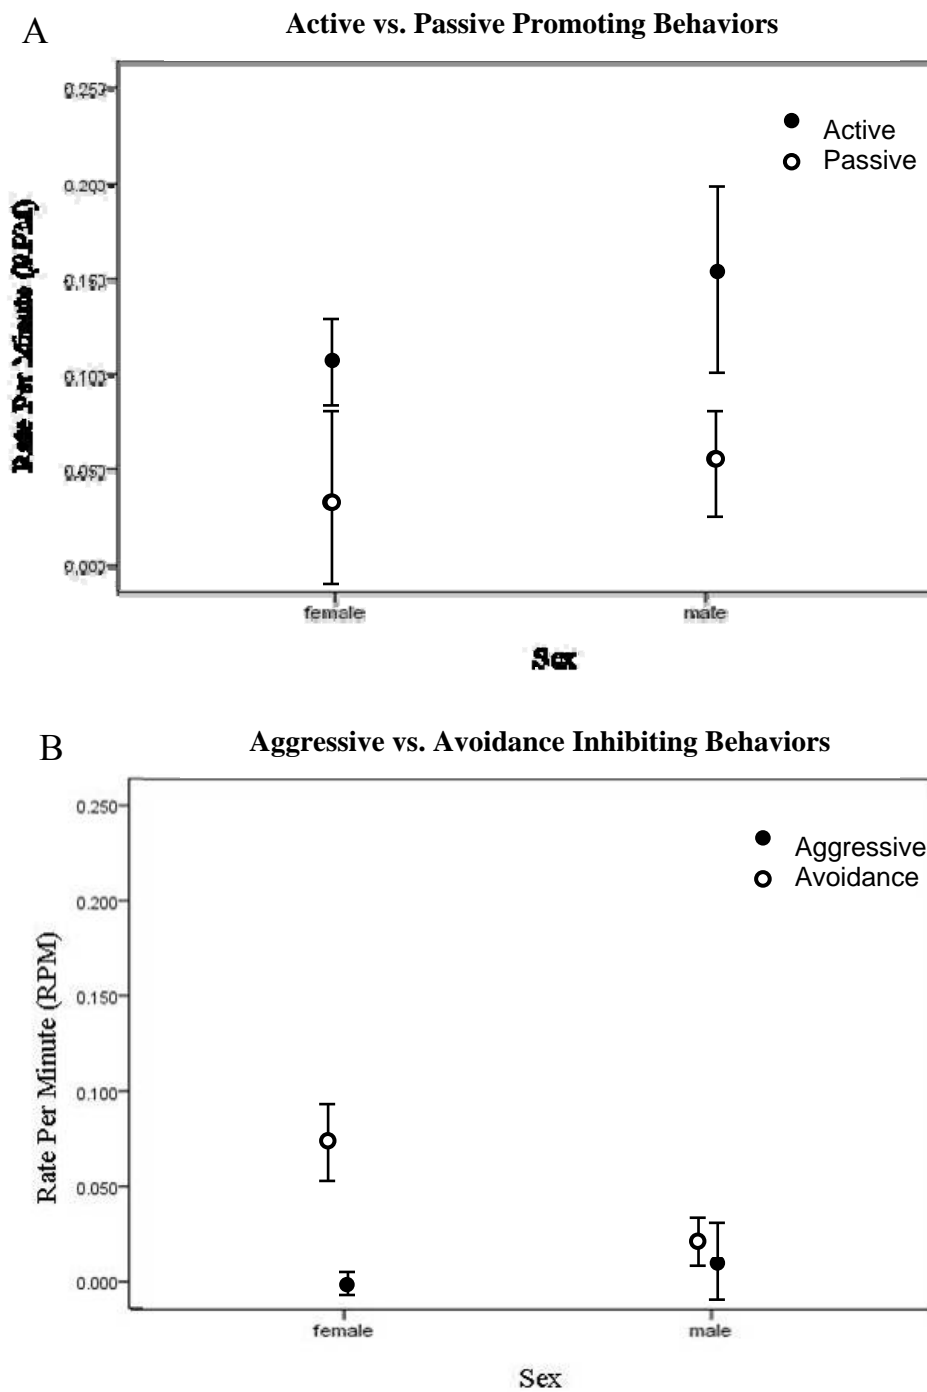 A
Active vs. Passive Promoting Behaviors
0.250
Active
Passive
0.200
0.150
0.100
0.050
0.000
Rate Per Minute (RPM)
female
male
Sex
B
Aggressive vs. Avoidance Inhibiting Behaviors
0.250
Aggressive
Avoidance
0.200
0.150
0.100
0.050
0.000
Rate Per Minute (RPM)
female
male
Sex